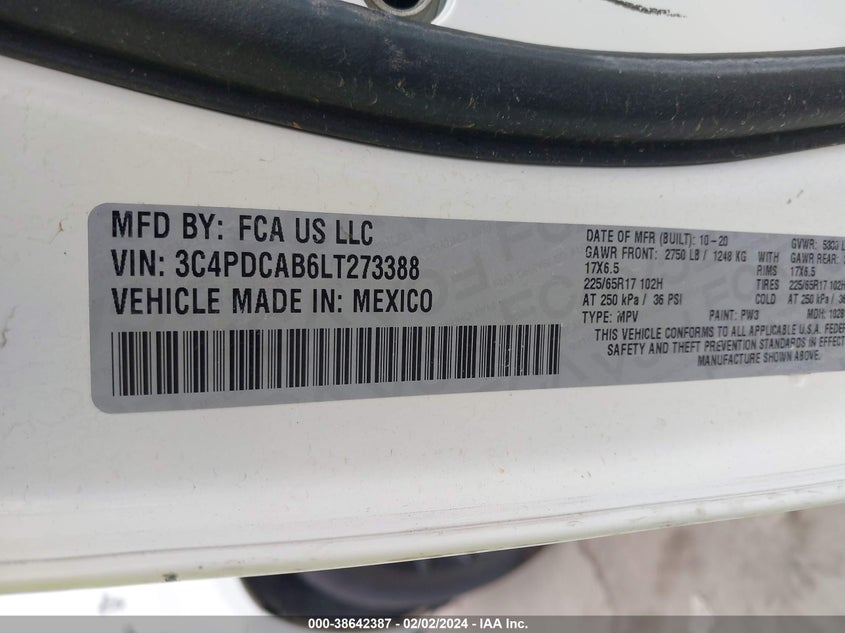 MFD BY: FCA US LLC
VIN: 3C4PDCAB6LT273388
VEHICLE MADE IN: MEXICO
DATE OF MFR (BUILT): 10-20
GVWR: 5800 L
GAWR FRONT: 2750 LB / 1248 KG WITH GAWR REAR:
17X6.5 RIMS 17X6.5
225/65R17 102H TIRES 225/65R17 102H
AT 250 kPa / 36 PSI COLD AT 250 kPa / 36
TYPE: MPV PAINT: PW3 MDH: 1028
THIS VEHICLE CONFORMS TO ALL APPLICABLE U.S.A. FEDER
SAFETY AND THEFT PREVENTION STANDARDS IN EFFECT
MANUFACTURE SHOWN ABOVE.
000-38642387 - 02/02/2024 - IAA Inc.